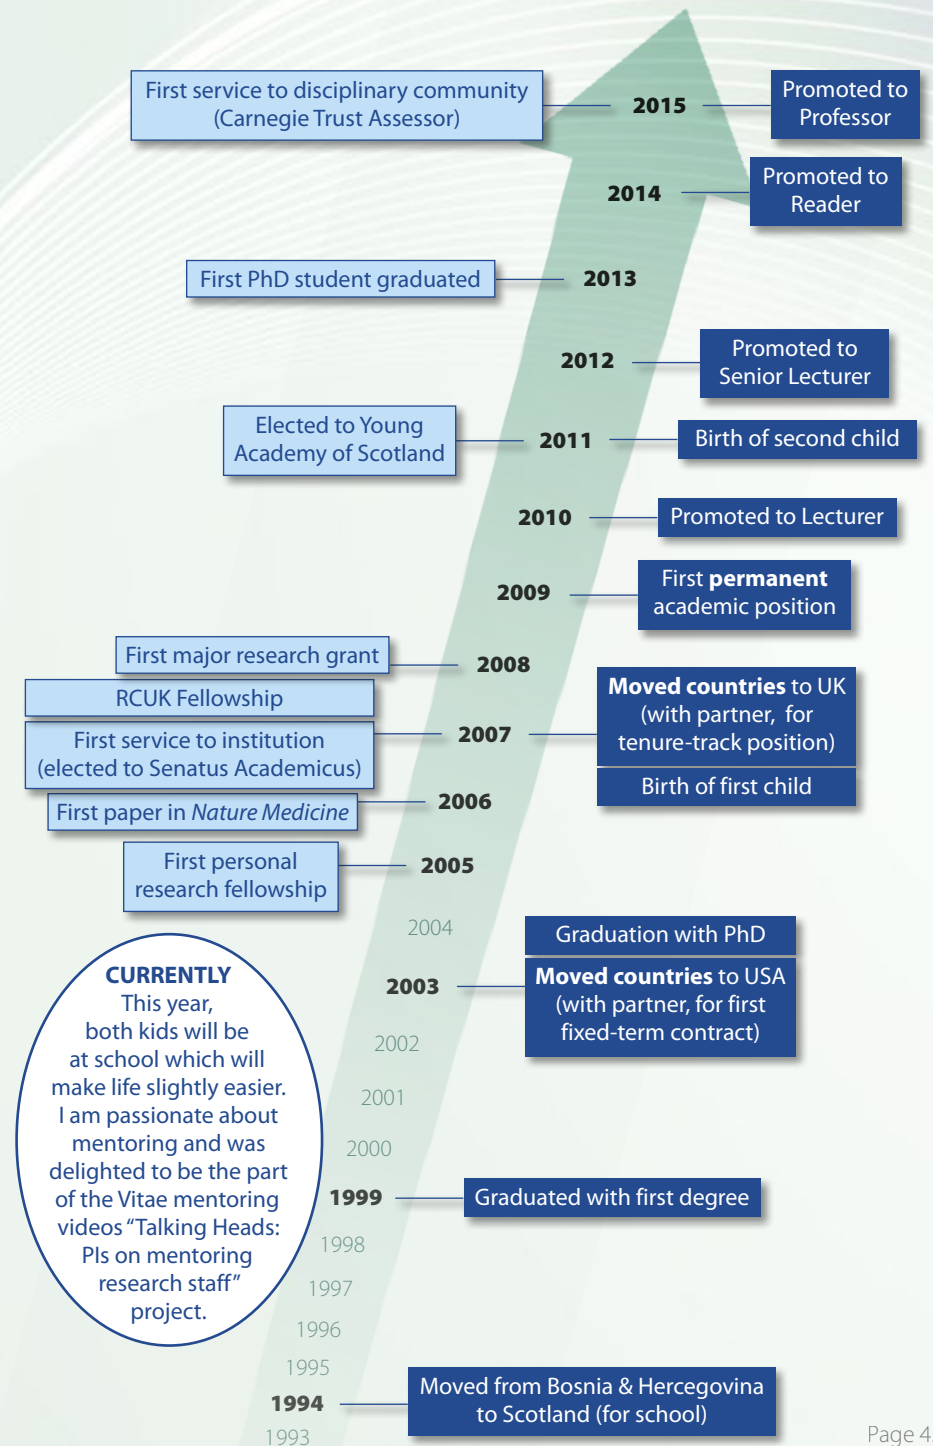 First service to disciplinary community
(Carnegie Trust Assessor)
2015
Promoted to
Professor
2014
Promoted to
Reader
First PhD student graduated
2013
2012
Promoted to
Senior Lecturer
Elected to Young
Academy of Scotland
2011
Birth of second child
2010
Promoted to Lecturer
2009
First permanent
academic position
First major research grant
2008
RCUK Fellowship
First service to institution
(elected to Senatus Academicus)
2007
Moved countries to UK
(with partner, for
tenure-track position)
Birth of first child
First paper in Nature Medicine
2006
First personal
research fellowship
2005
2004
Graduation with PhD
2003
Moved countries to USA
(with partner, for first
fixed-term contract)
2002
2001
2000
CURRENTLY
This year,
both kids will be
at school which will
make life slightly easier.
I am passionate about
mentoring and was
delighted to be the part
of the Vitae mentoring
videos “Talking Heads:
PIs on mentoring
research staff”
project.
1999
Graduated with first degree
1998
1997
1996
1995
1994
Moved from Bosnia & Hercegovina
to Scotland (for school)
1993
Page 4